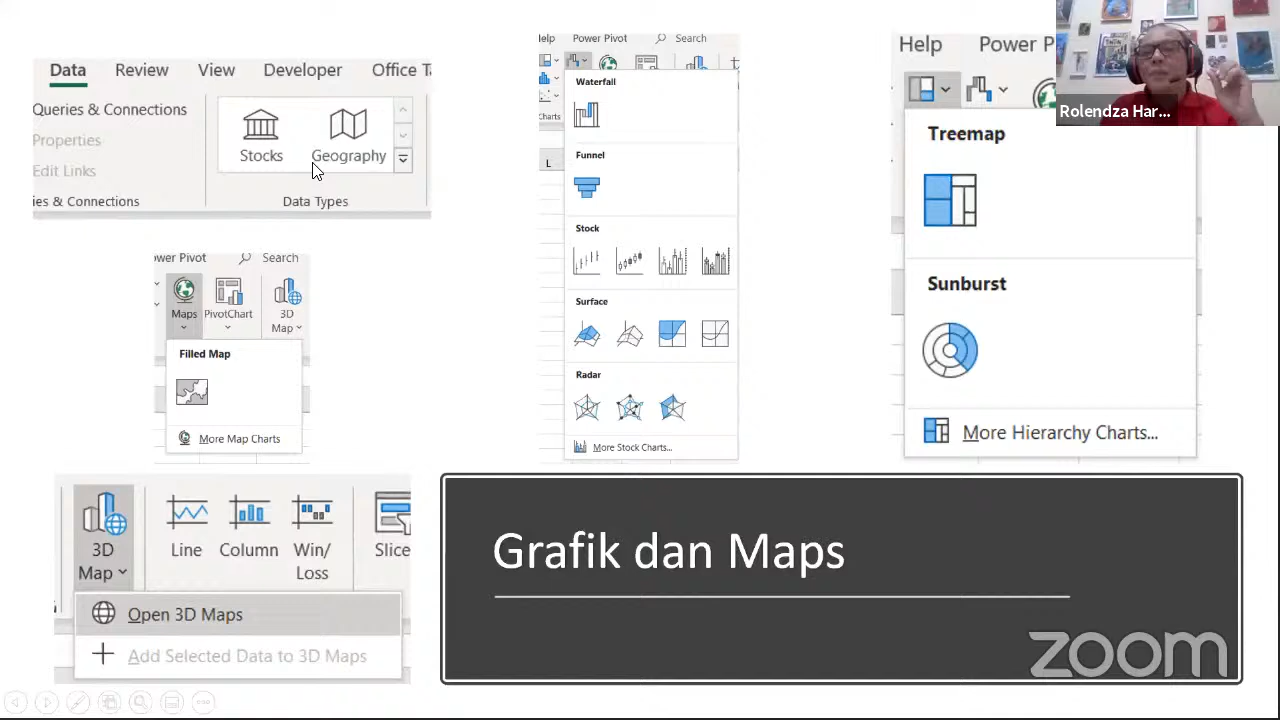 Data Review View Developer Office T
Queries & Connections
Properties
Edit Links
ies & Connections
Stocks Geography
Data Types
ower Pivot Search
Maps PivotChart 3D
Map
Filled Map
More Map Charts
3D
Map
Line Column Win/
Loss
Slice
Open 3D Maps
Add Selected Data to 3D Maps
Help Power Pivot Search
Charts
L
Waterfall
Funnel
Stock
Surface
Radar
More Stock Charts...
Help Power P
Treemap
Sunburst
More Hierarchy Charts...
Rolendza Har...
Grafik dan Maps
zoom